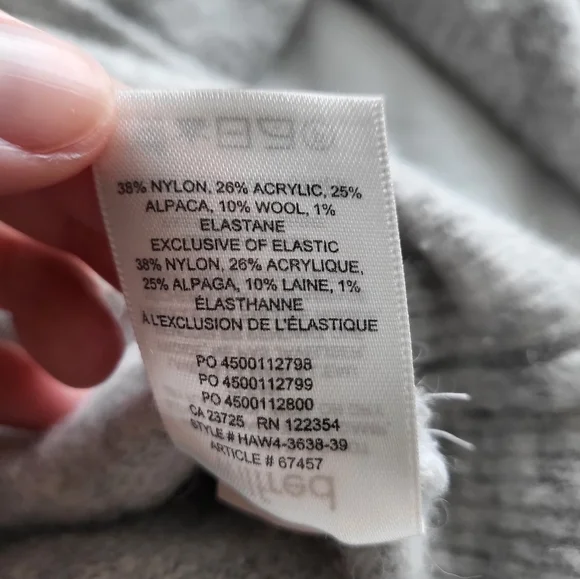 38% NYLON, 26% ACRYLIC, 25%
ALPACA, 10% WOOL, 1%
ELASTANE
EXCLUSIVE OF ELASTIC
38% NYLON, 26% ACRYLIQUE,
25% ALPAGA, 10% LAINE, 1%
ÉLASTHANNE
À L'EXCLUSION DE L'ÉLASTIQUE
PO 4500112798
PO 4500112799
PO 4500112800
CA 23725 RN 122354
STYLE # HAW4-3638-39
ARTICLE # 67457